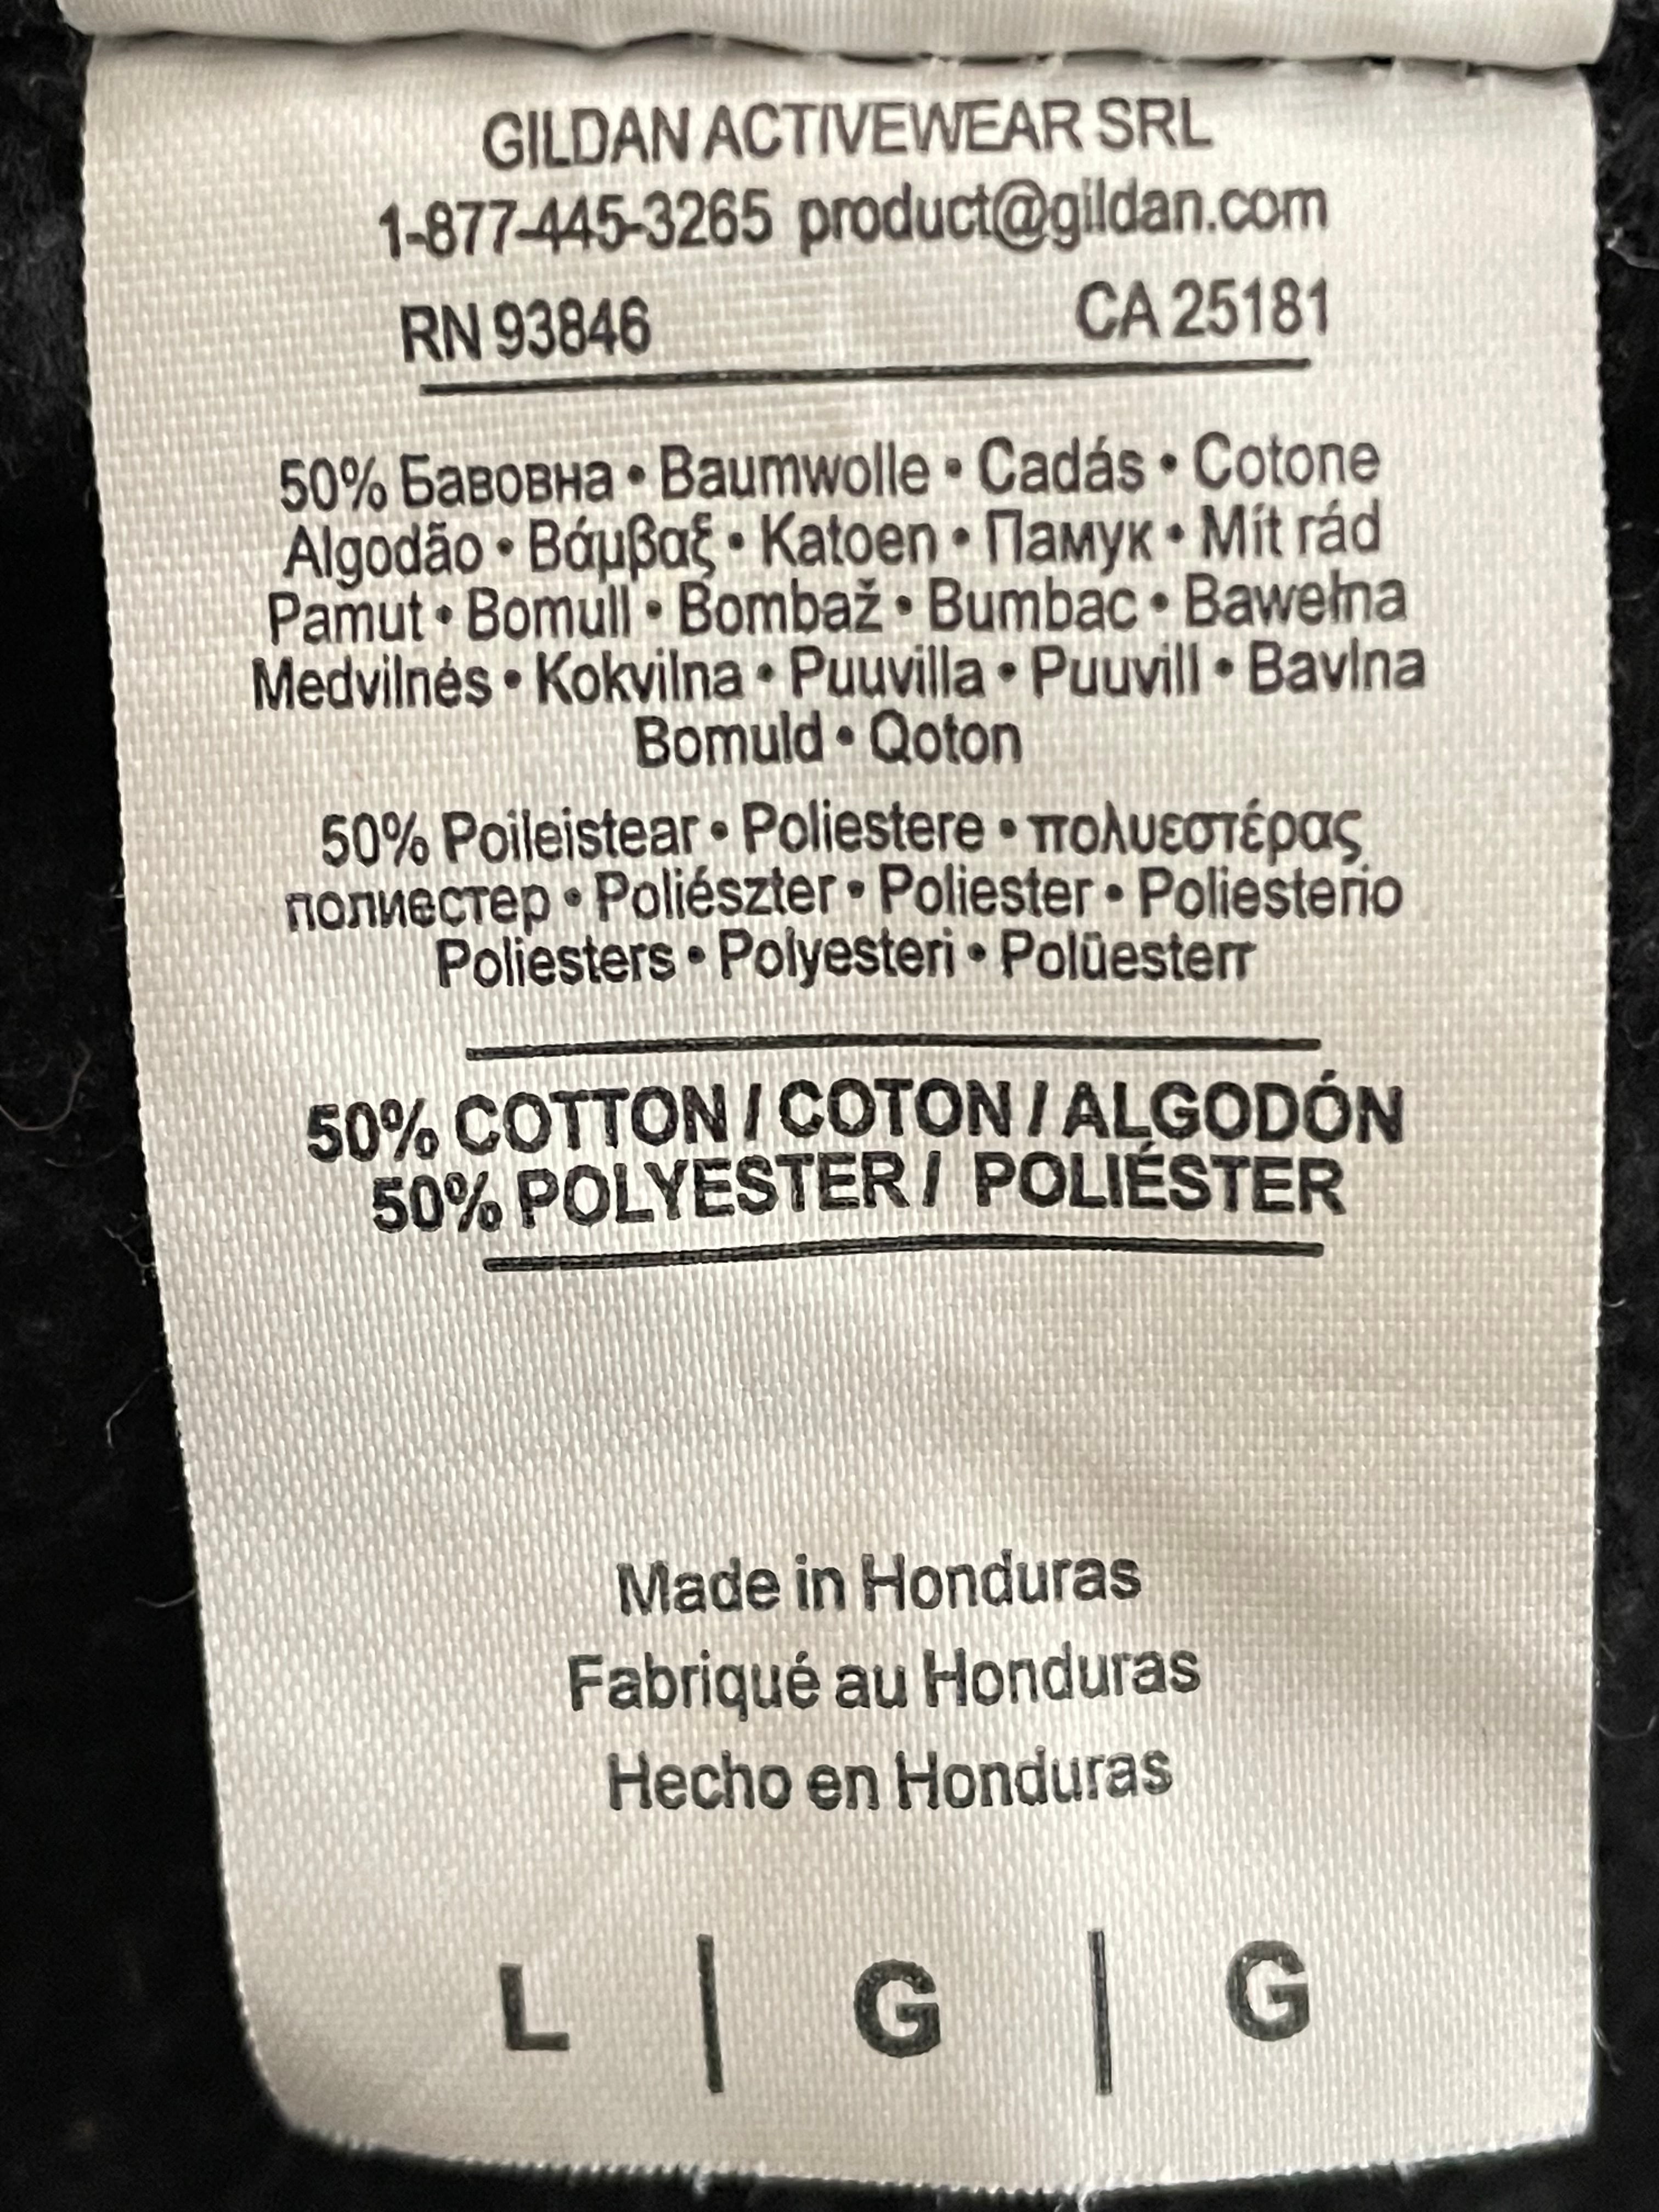 GILDAN ACTIVEWEAR SRL
1-877-445-3265 product@gildan.com
RN 93846 CA 25181
50% Бавовна • Baumwolle • Cadás • Cotone
Algodão • Βάμβαξ • Katoen • Памук • Mít rád
Pamut • Bomull • Bombaž • Bumbac • Bawełna
Medvilnės • Kokvilna • Puuvilla • Puuvill • Bavlna
Bomuld • Qoton
50% Poileistear • Poliestere • πολυεστέρας
полиестер • Poliészter • Poliester • Poliesterio
Poliesters • Polyesteri • Polüesterr
50% COTTON / COTON / ALGODÓN
50% POLYESTER / POLIÉSTER
Made in Honduras
Fabriqué au Honduras
Hecho en Honduras
L | G | G